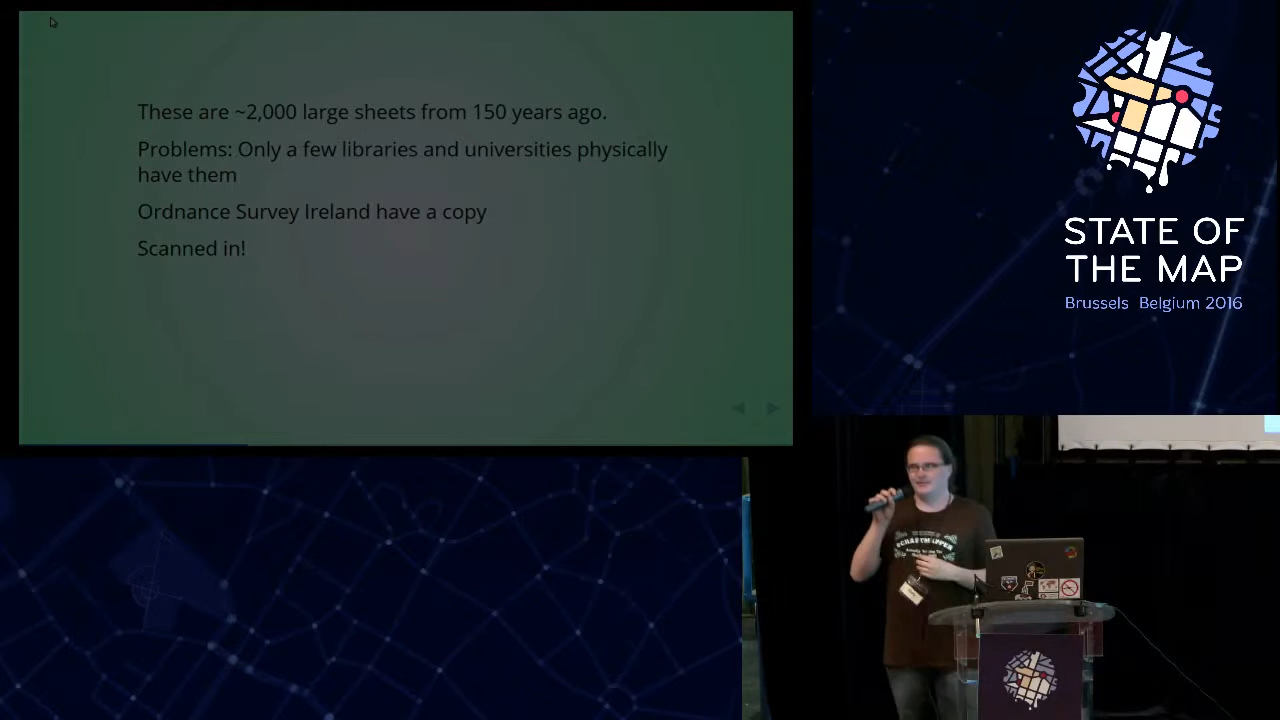 These are ~2,000 large sheets from 150 years ago.
Problems: Only a few libraries and universities physically
have them
Ordnance Survey Ireland have a copy
Scanned in!
STATE OF
THE MAP
Brussels Belgium 2016